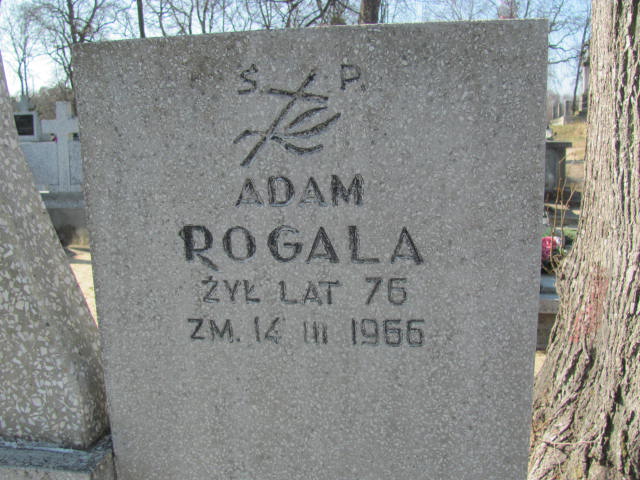 Ś. P.
ADAM
ROGALA
ŻYŁ LAT 76
ZM. 14 III 1966